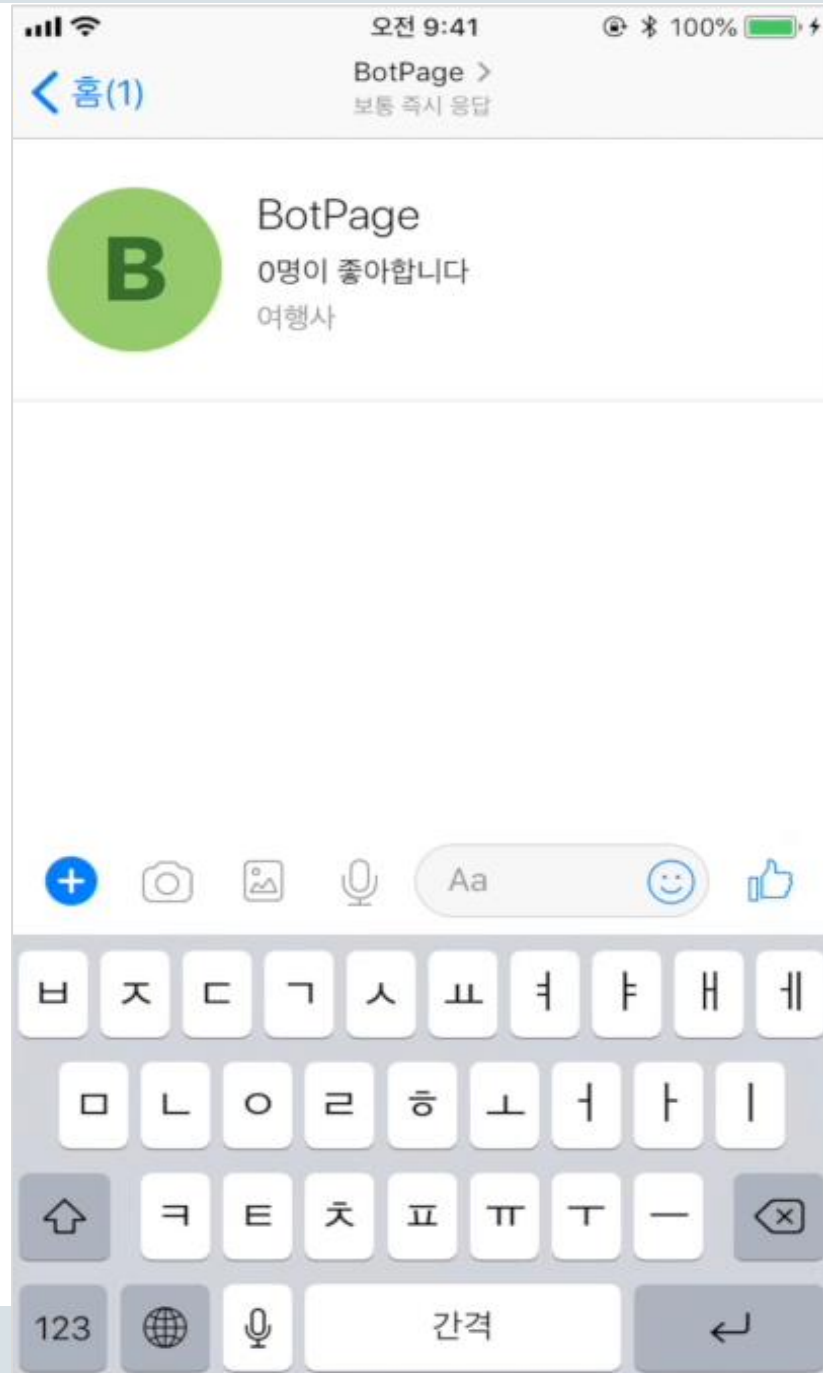 오전 9:41
100%
홈(1)
BotPage >
보통 즉시 응답
B
BotPage
0명이 좋아합니다
여행사
Aa
ㅂ ㅈ ㄷ ㄱ ㅅ ㅛ ㅕ ㅑ ㅐ ㅔ
ㅁ ㄴ ㅇ ㄹ ㅎ ㅗ ㅓ ㅏ ㅣ
ㅋ ㅌ ㅊ ㅍ ㅠ ㅜ ㅡ
123 간격